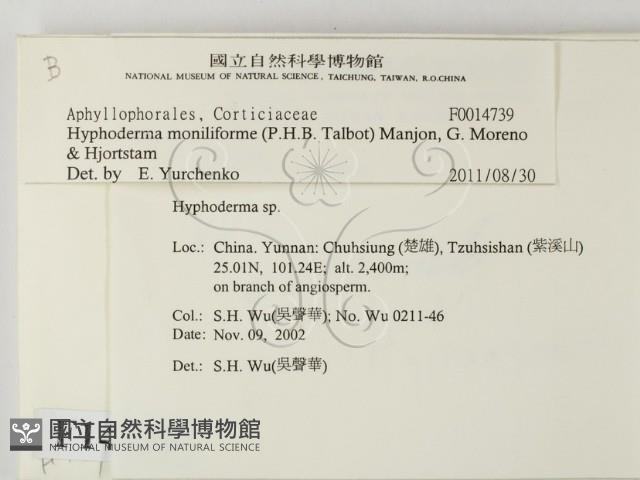 B
國立自然科學博物館
NATIONAL MUSEUM OF NATURAL SCIENCE, TAICHUNG, TAIWAN, R.O.CHINA
Aphyllophorales, Corticiaceae F0014739
Hyphoderma moniliforme (P.H.B. Talbot) Manjon, G. Moreno
& Hjortstam
Det. by E. Yurchenko 2011/08/30
Hyphoderma sp.
Loc.: China. Yunnan: Chuhsiung (楚雄), Tzuhsishan (紫溪山)
25.01N, 101.24E; alt. 2,400m;
on branch of angiosperm.
Col.: S.H. Wu(吳聲華); No. Wu 0211-46
Date: Nov. 09, 2002
Det.: S.H. Wu(吳聲華)
國立自然科學博物館
NATIONAL MUSEUM OF NATURAL SCIENCE